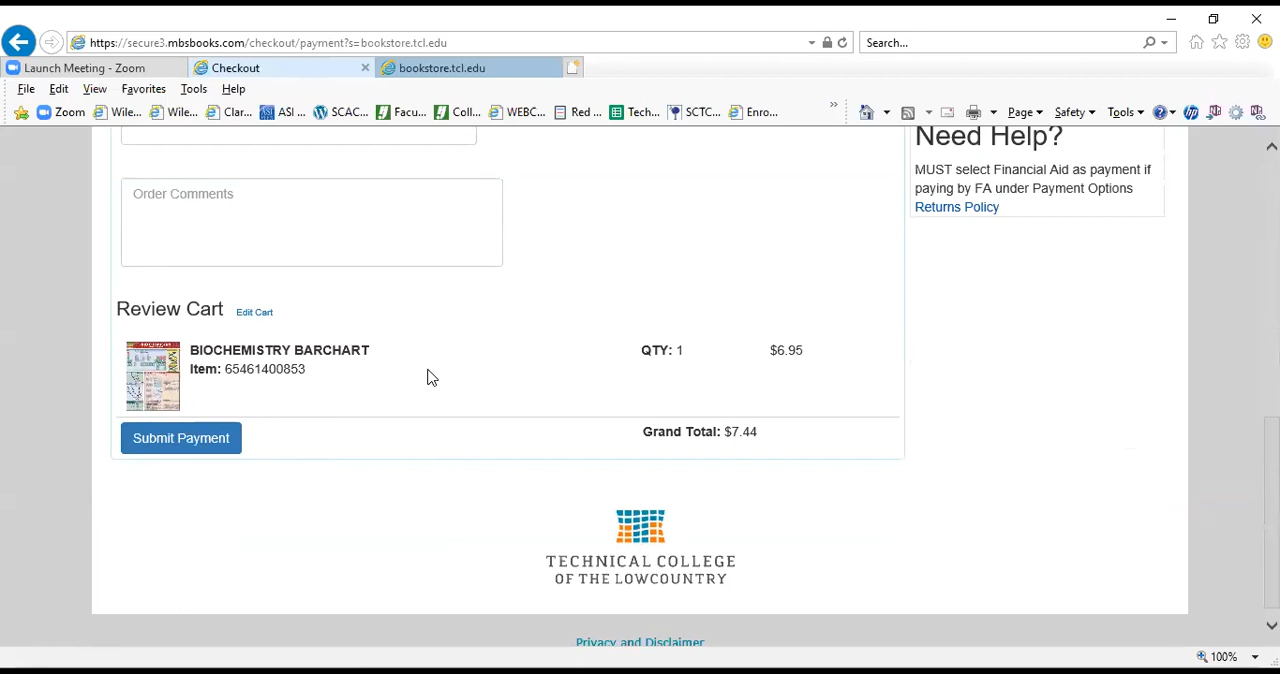 https://secure3.mbsbooks.com/checkout/payment?s=bookstore.tcl.edu
Search...
Launch Meeting - Zoom
Checkout
bookstore.tcl.edu
File Edit View Favorites Tools Help
Zoom Wile... Wile... Clar... ASI ... SCAC... Facu... Coll... WEBC... Red ... Tech... SCTC... Enro... Page Safety Tools
Need Help?
MUST select Financial Aid as payment if
paying by FA under Payment Options
Returns Policy
Order Comments
Review Cart Edit Cart
BIOCHEMISTRY BARCHART QTY: 1 $6.95
Item: 65461400853
Submit Payment
Grand Total: $7.44
TECHNICAL COLLEGE
OF THE LOWCOUNTRY
Privacy and Disclaimer
100%